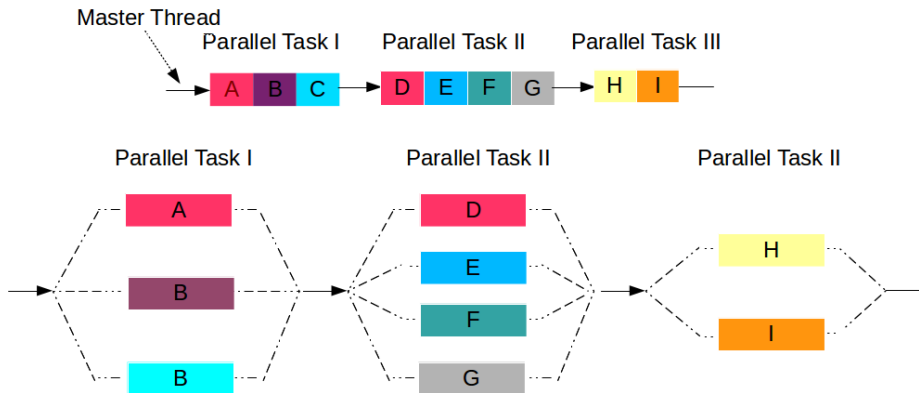 Master Thread
Parallel Task I Parallel Task II Parallel Task III
A B C D E F G H I
Parallel Task I Parallel Task II Parallel Task II
A D
H
E
B
F
I
B G